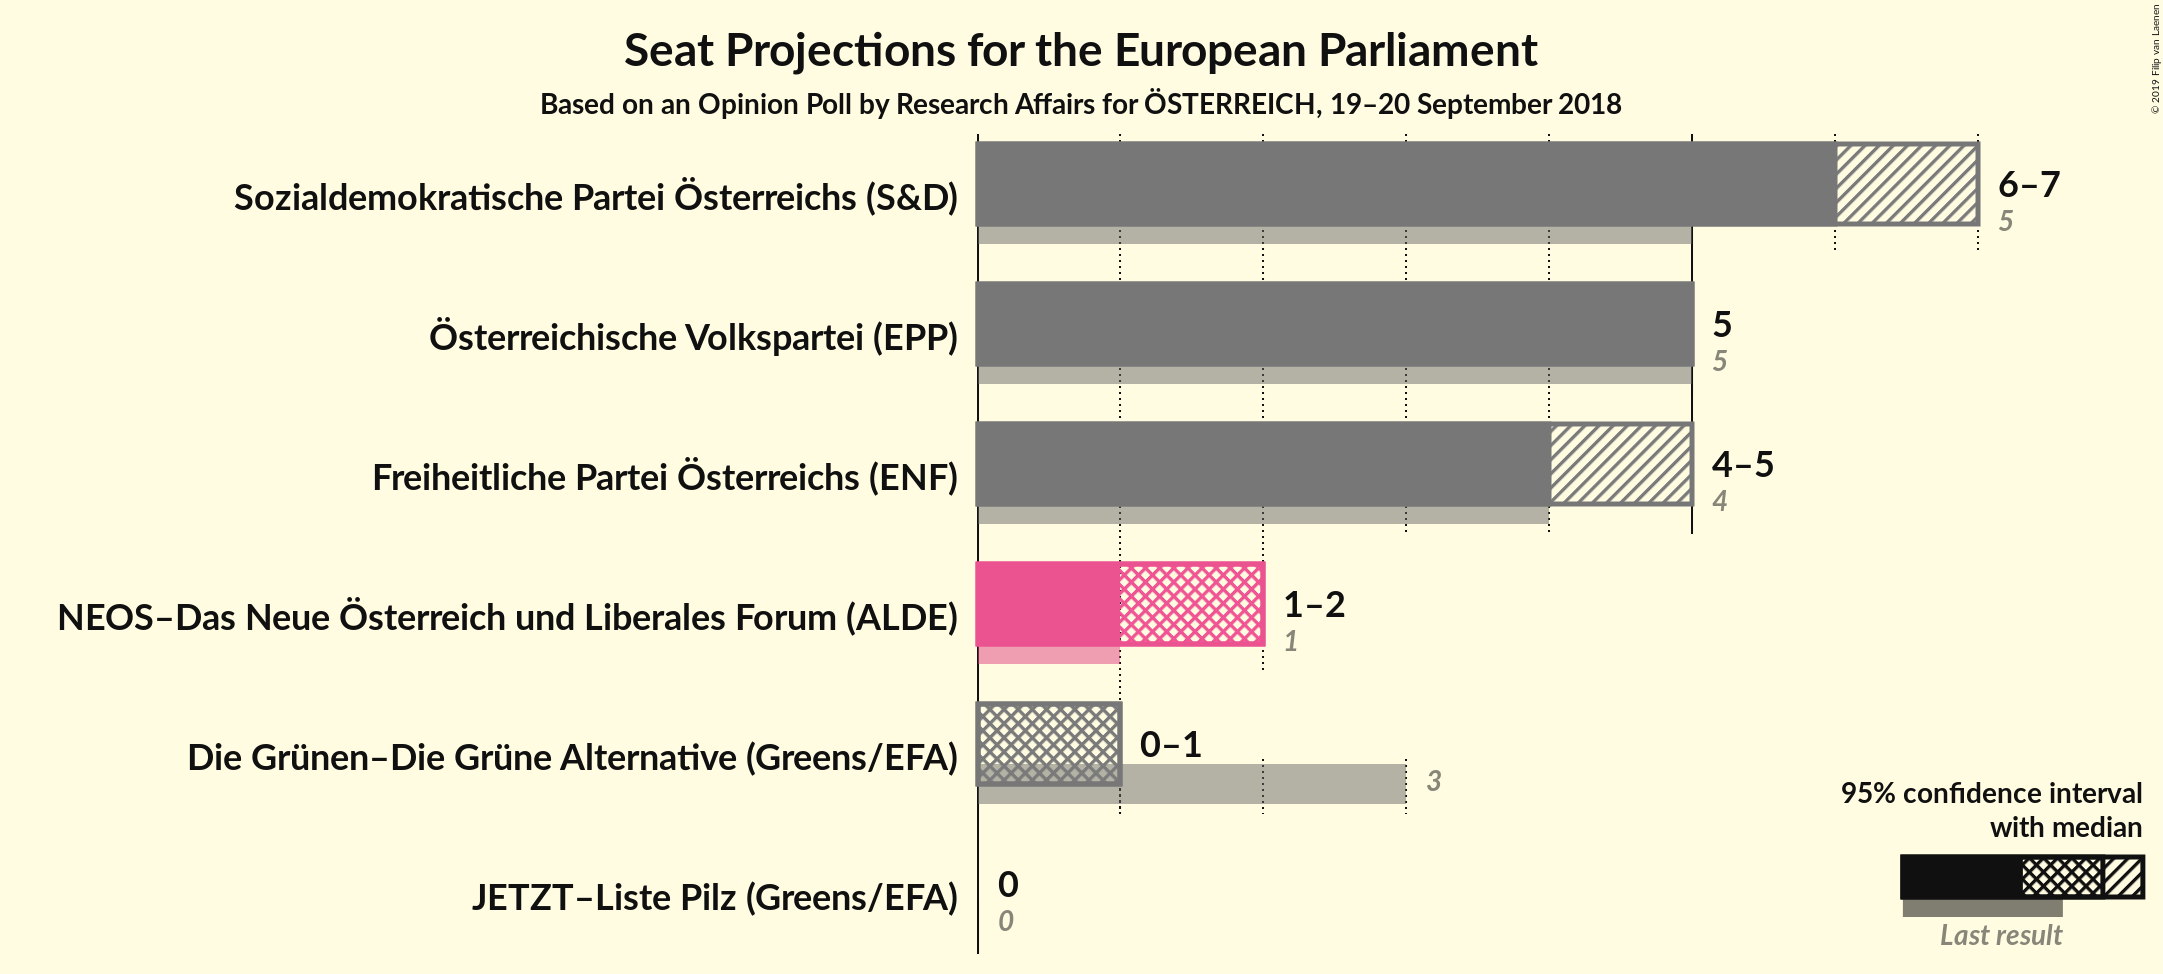 Seat Projections for the European Parliament
Based on an Opinion Poll by Research Affairs for ÖSTERREICH, 19–20 September 2018
© 2019 Filip van Laenen
Sozialdemokratische Partei Österreichs (S&D)
6–7
5
Österreichische Volkspartei (EPP)
5
5
Freiheitliche Partei Österreichs (ENF)
4–5
4
NEOS–Das Neue Österreich und Liberales Forum (ALDE)
1–2
1
Die Grünen–Die Grüne Alternative (Greens/EFA)
0–1
3
JETZT–Liste Pilz (Greens/EFA)
0
0
95% confidence interval
with median
Last result